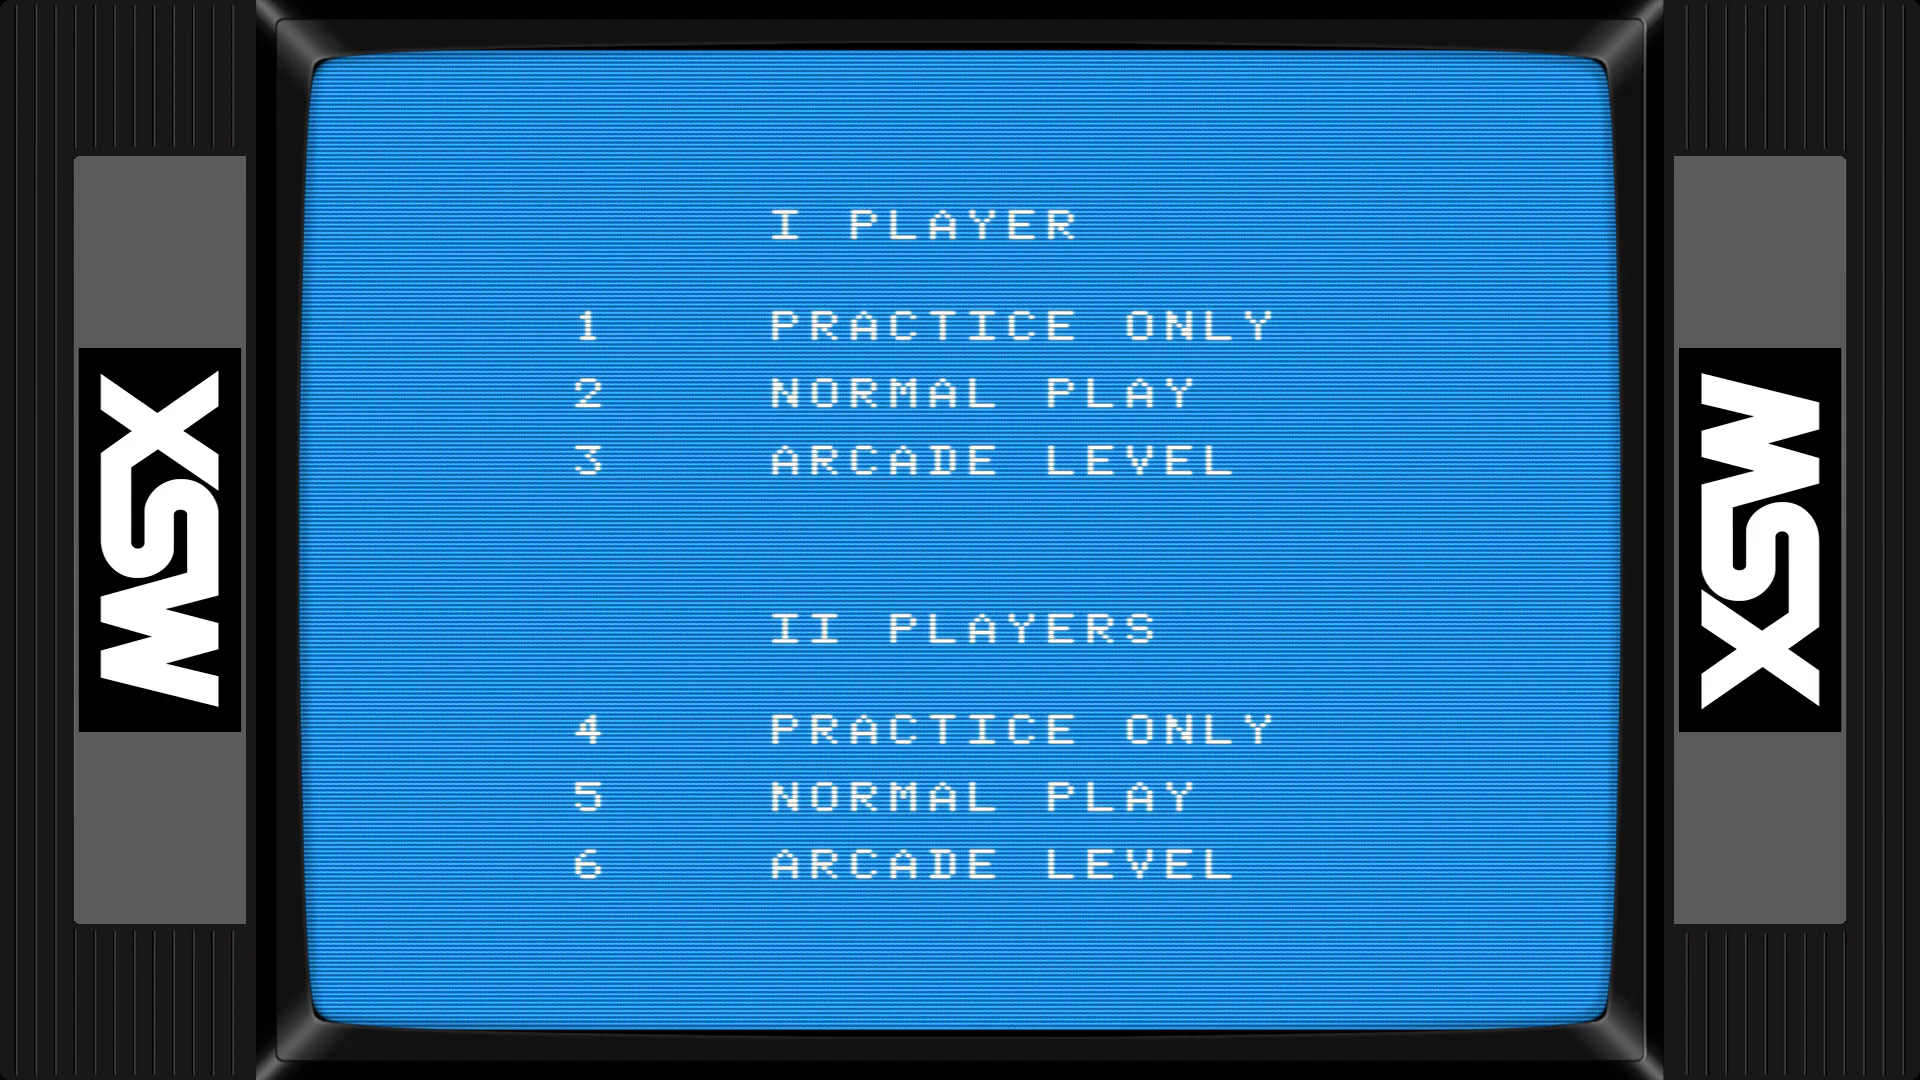 I PLAYER
1 PRACTICE ONLY
2 NORMAL PLAY
3 ARCADE LEVEL
II PLAYERS
4 PRACTICE ONLY
5 NORMAL PLAY
6 ARCADE LEVEL
MSX
MSX